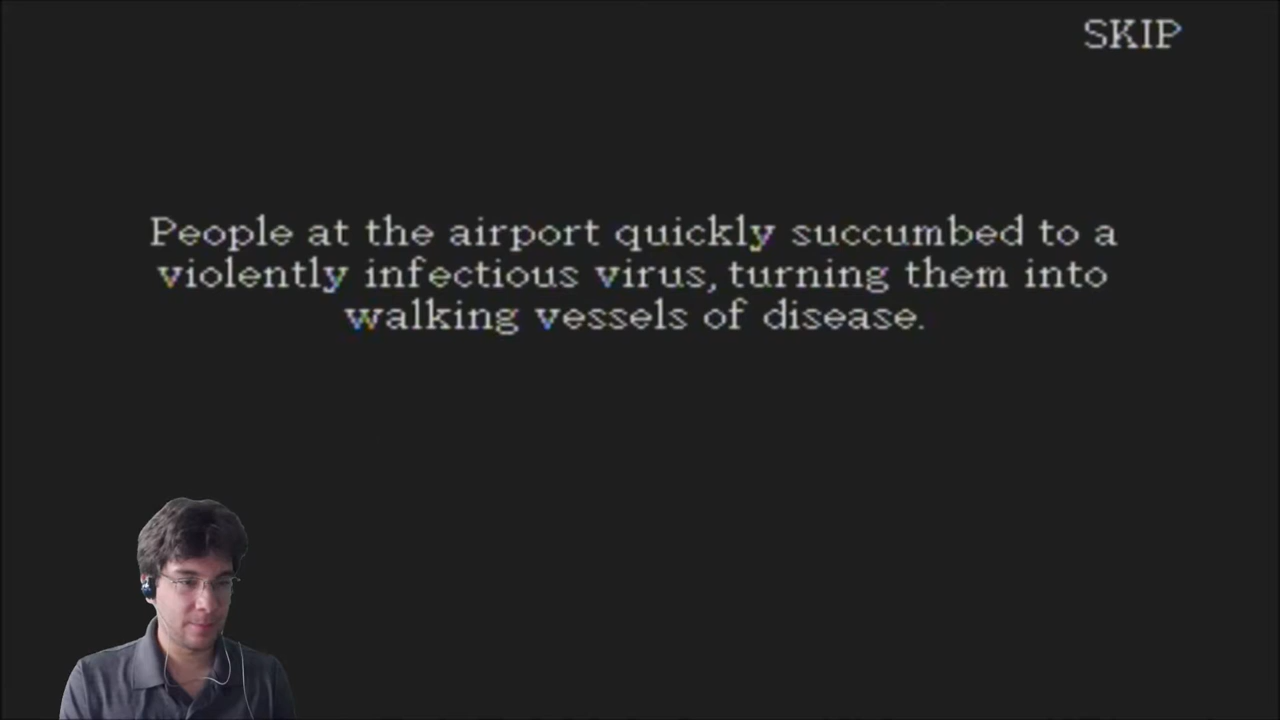 SKIP
People at the airport quickly succumbed to a
violently infectious virus, turning them into
walking vessels of disease.